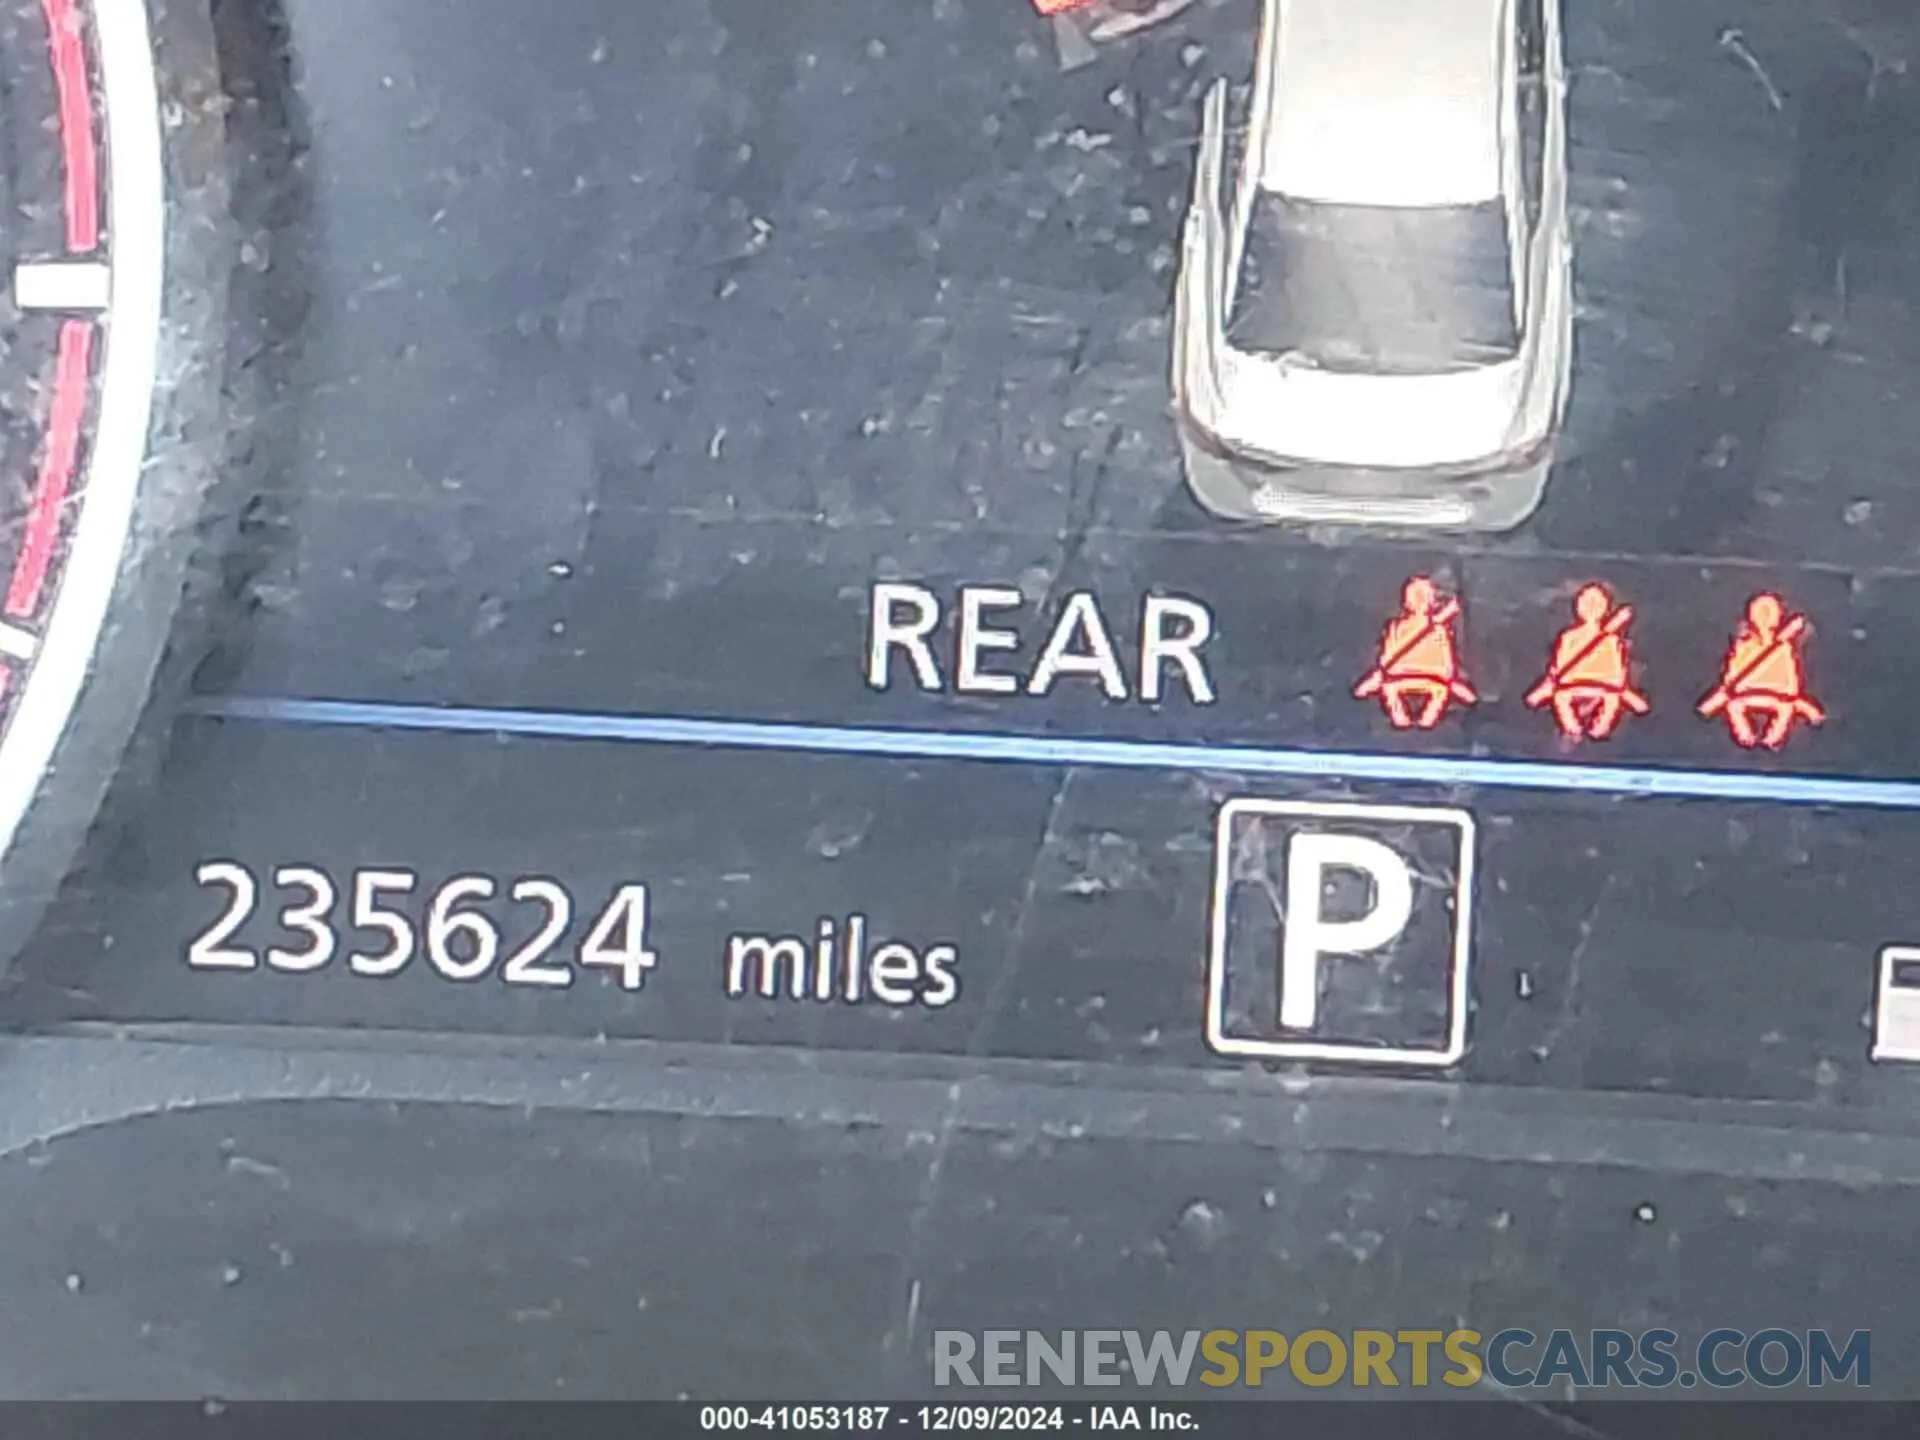 REAR
235624 miles
P
RENEWSPORTSCARS.COM
000-41053187 - 12/09/2024 - IAA Inc.